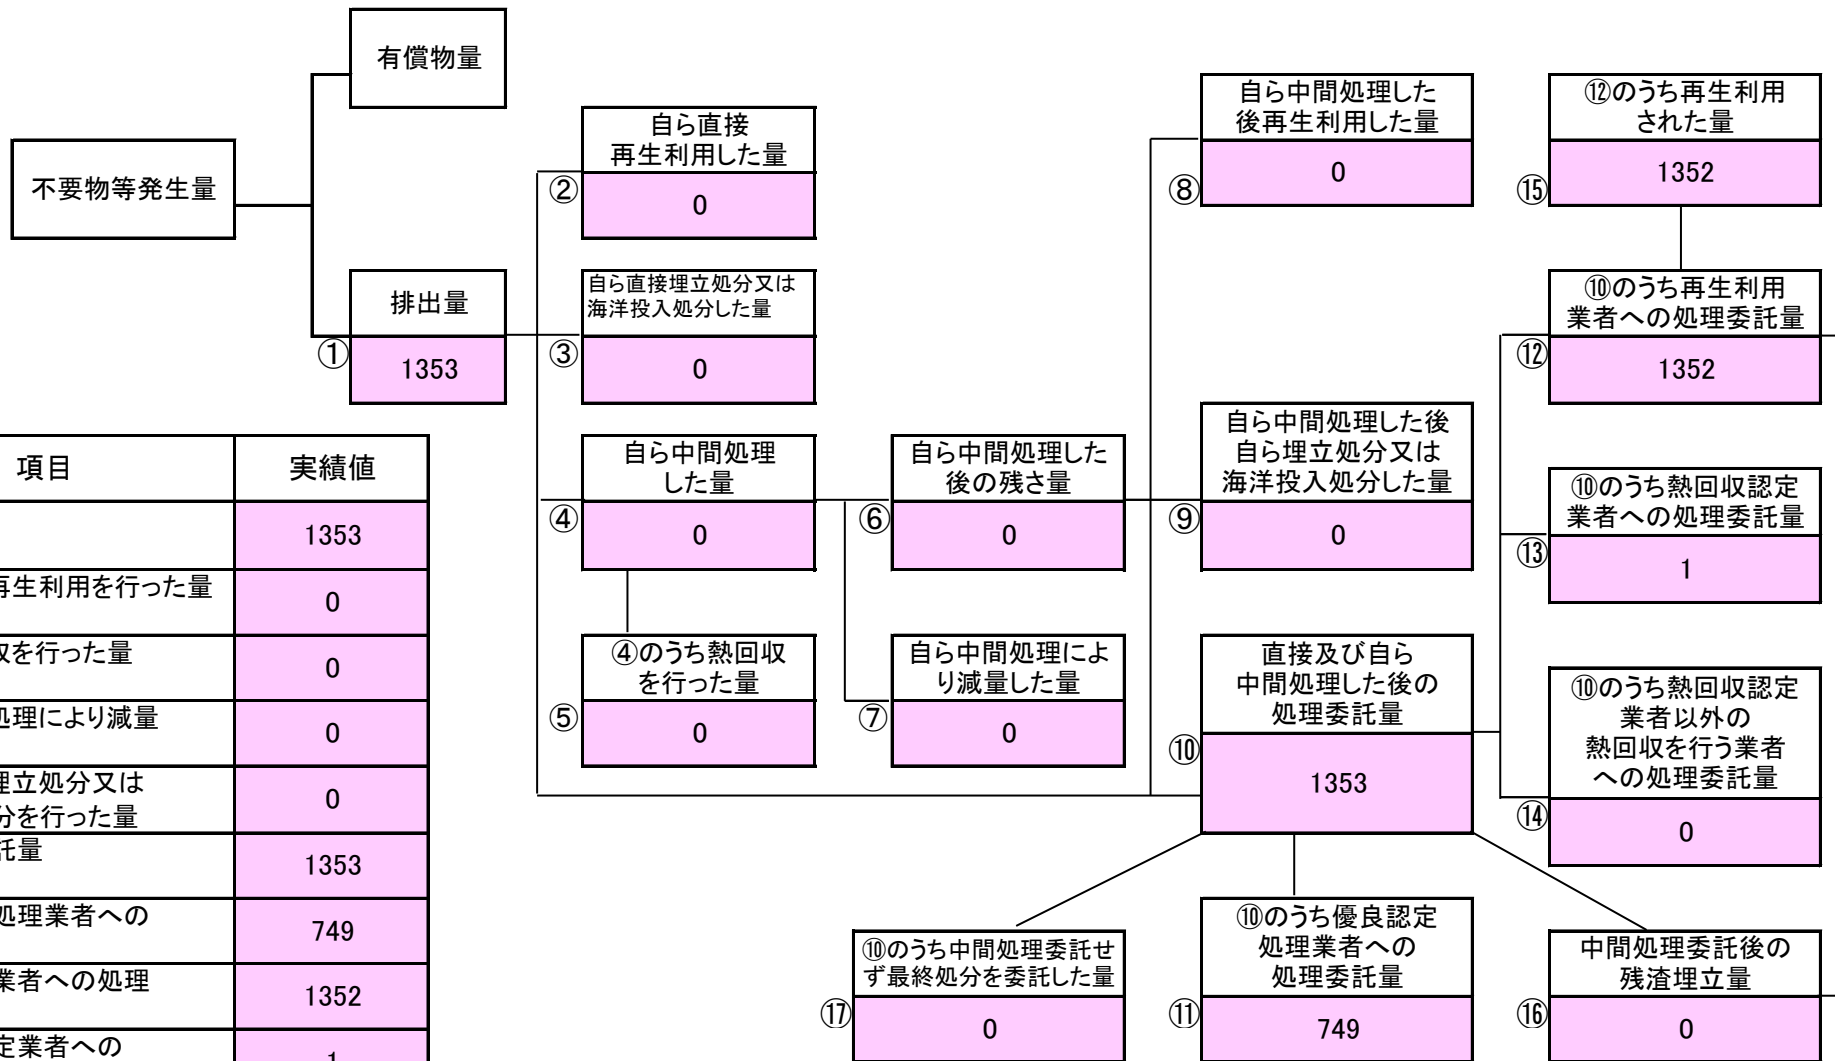 有償物量
不要物等発生量
排出量
①
1353
自ら直接
再生利用した量
②
0
自ら直接埋立処分又は
海洋投入処分した量
③
0
自ら中間処理
した量
④
0
④のうち熱回収
を行った量
⑤
0
自ら中間処理した
後の残さ量
⑥
0
自ら中間処理によ
り減量した量
⑦
0
自ら中間処理した
後再生利用した量
⑧
0
自ら中間処理した後
自ら埋立処分又は
海洋投入処分した量
⑨
0
直接及び自ら
中間処理した後の
処理委託量
⑩
1353
⑫のうち再生利用
された量
⑮
1352
⑩のうち再生利用
業者への処理委託量
⑫
1352
⑩のうち熱回収認定
業者への処理委託量
⑬
1
⑩のうち熱回収認定
業者以外の
熱回収を行う業者
への処理委託量
⑭
0
⑩のうち中間処理委託せ
ず最終処分を委託した量
⑰
0
⑩のうち優良認定
処理業者への
処理委託量
⑪
749
中間処理委託後の
残渣埋立量
⑯
0
項目 実績値
1353
再生利用を行った量
0
収を行った量
0
処理により減量
0
埋立処分又は
分を行った量
0
託量
1353
処理業者への
749
業者への処理
1352
定業者への
1